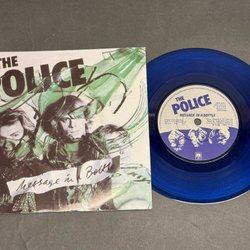 THE
POLICE
Message in a Bottle
THE
POLICE
MESSAGE IN A BOTTLE